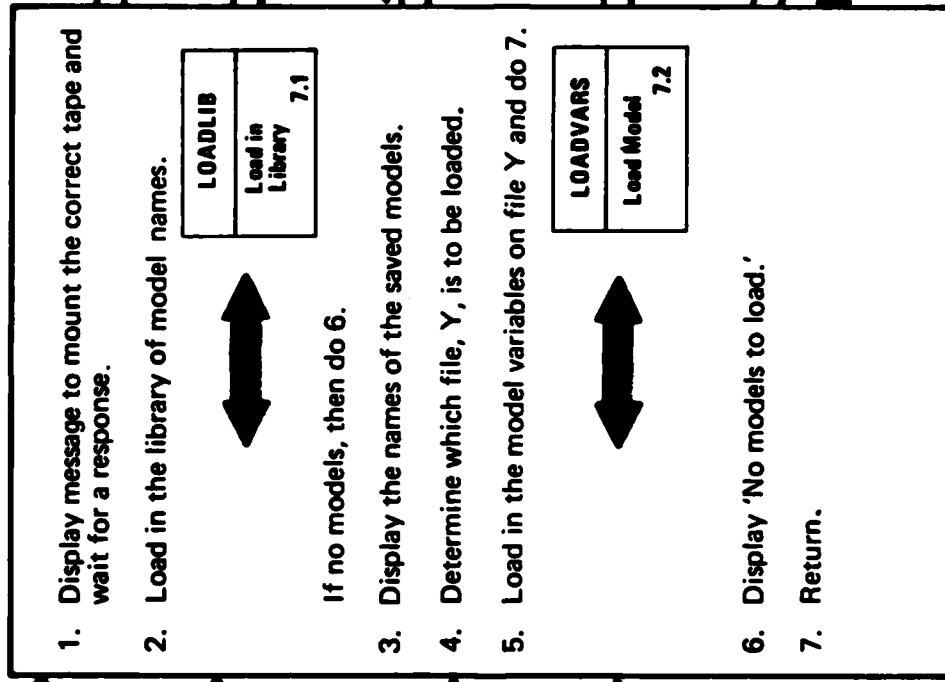 1. Display message to mount the correct tape and
wait for a response.
2. Load in the library of model names.
LOADLIB
Load in
Library
7.1
If no models, then do 6.
3. Display the names of the saved models.
4. Determine which file, Y, is to be loaded.
5. Load in the model variables on file Y and do 7.
LOADVARS
Load Model
7.2
6. Display 'No models to load.'
7. Return.